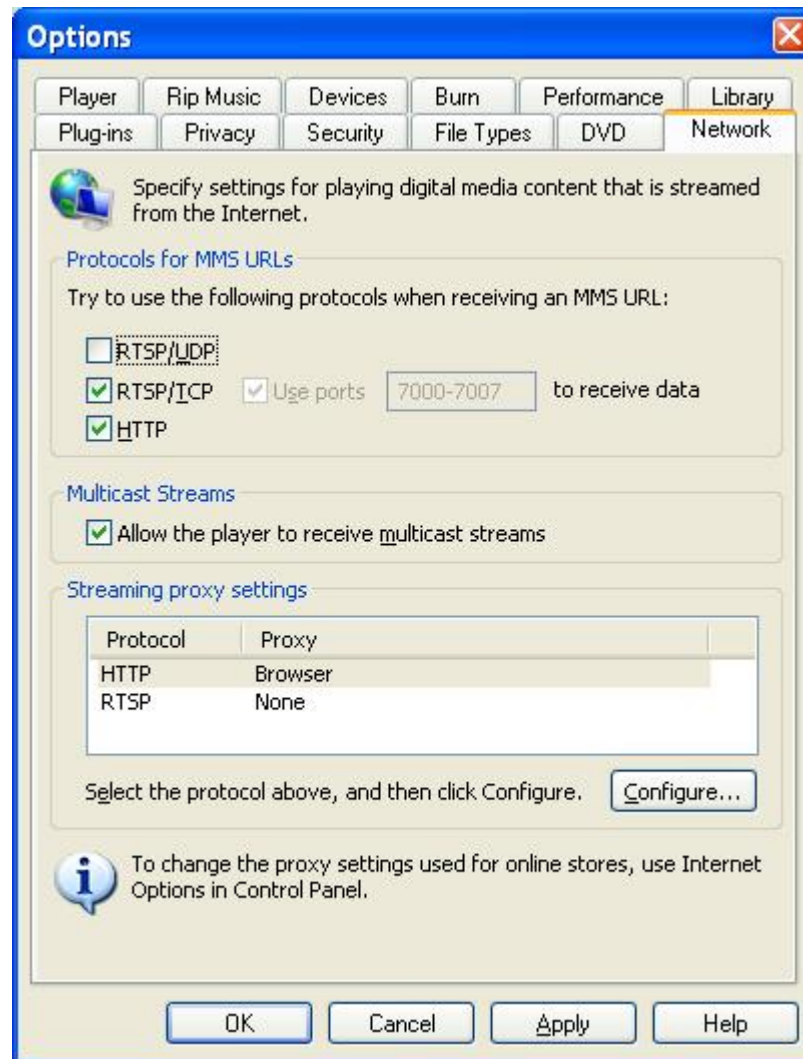 Options
Player Rip Music Devices Burn Performance Library
Plug-ins Privacy Security File Types DVD Network
Specify settings for playing digital media content that is streamed
from the Internet.
Protocols for MMS URLs
Try to use the following protocols when receiving an MMS URL:
RTSP/UDP
RTSP/TCP Use ports 7000-7007 to receive data
HTTP
Multicast Streams
Allow the player to receive multicast streams
Streaming proxy settings
Protocol Proxy
HTTP Browser
RTSP None
Select the protocol above, and then click Configure. Configure...
To change the proxy settings used for online stores, use Internet
Options in Control Panel.
OK Cancel Apply Help